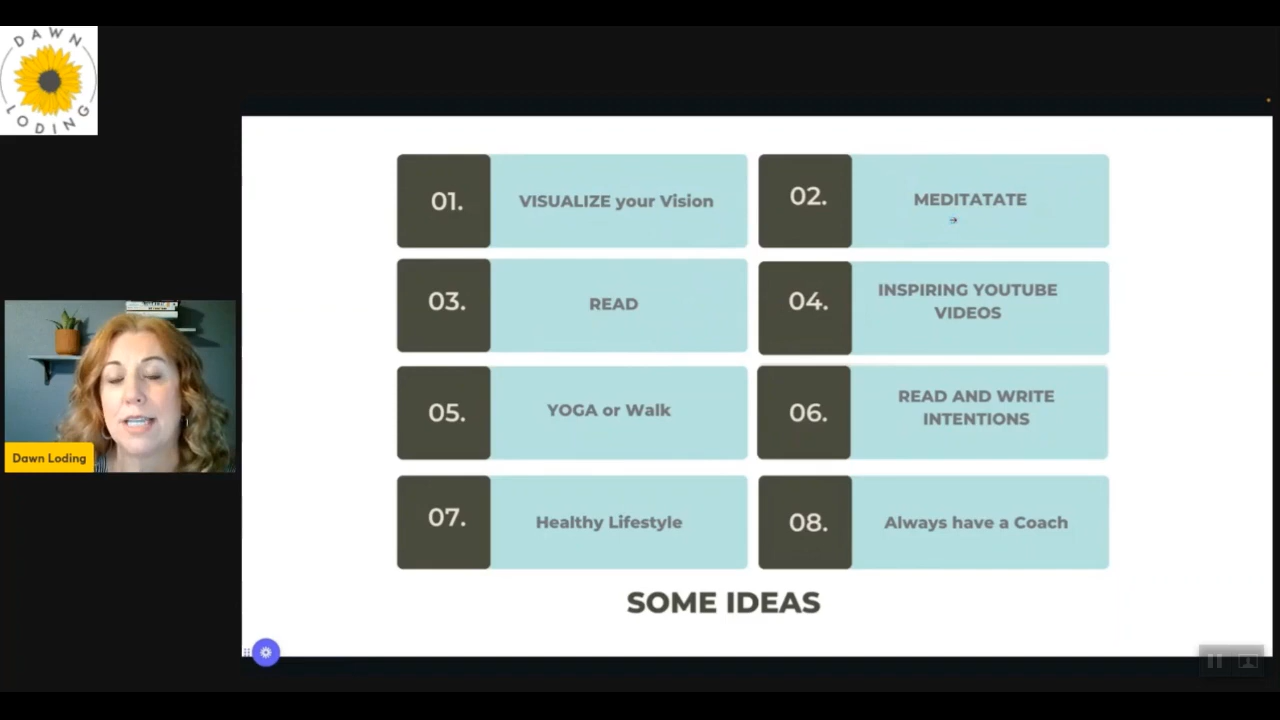 DAWN
LODING
01.
VISUALIZE your Vision
02.
MEDITATATE
03.
READ
04.
INSPIRING YOUTUBE
VIDEOS
05.
YOGA or Walk
06.
READ AND WRITE
INTENTIONS
07.
Healthy Lifestyle
08.
Always have a Coach
SOME IDEAS
Dawn Loding